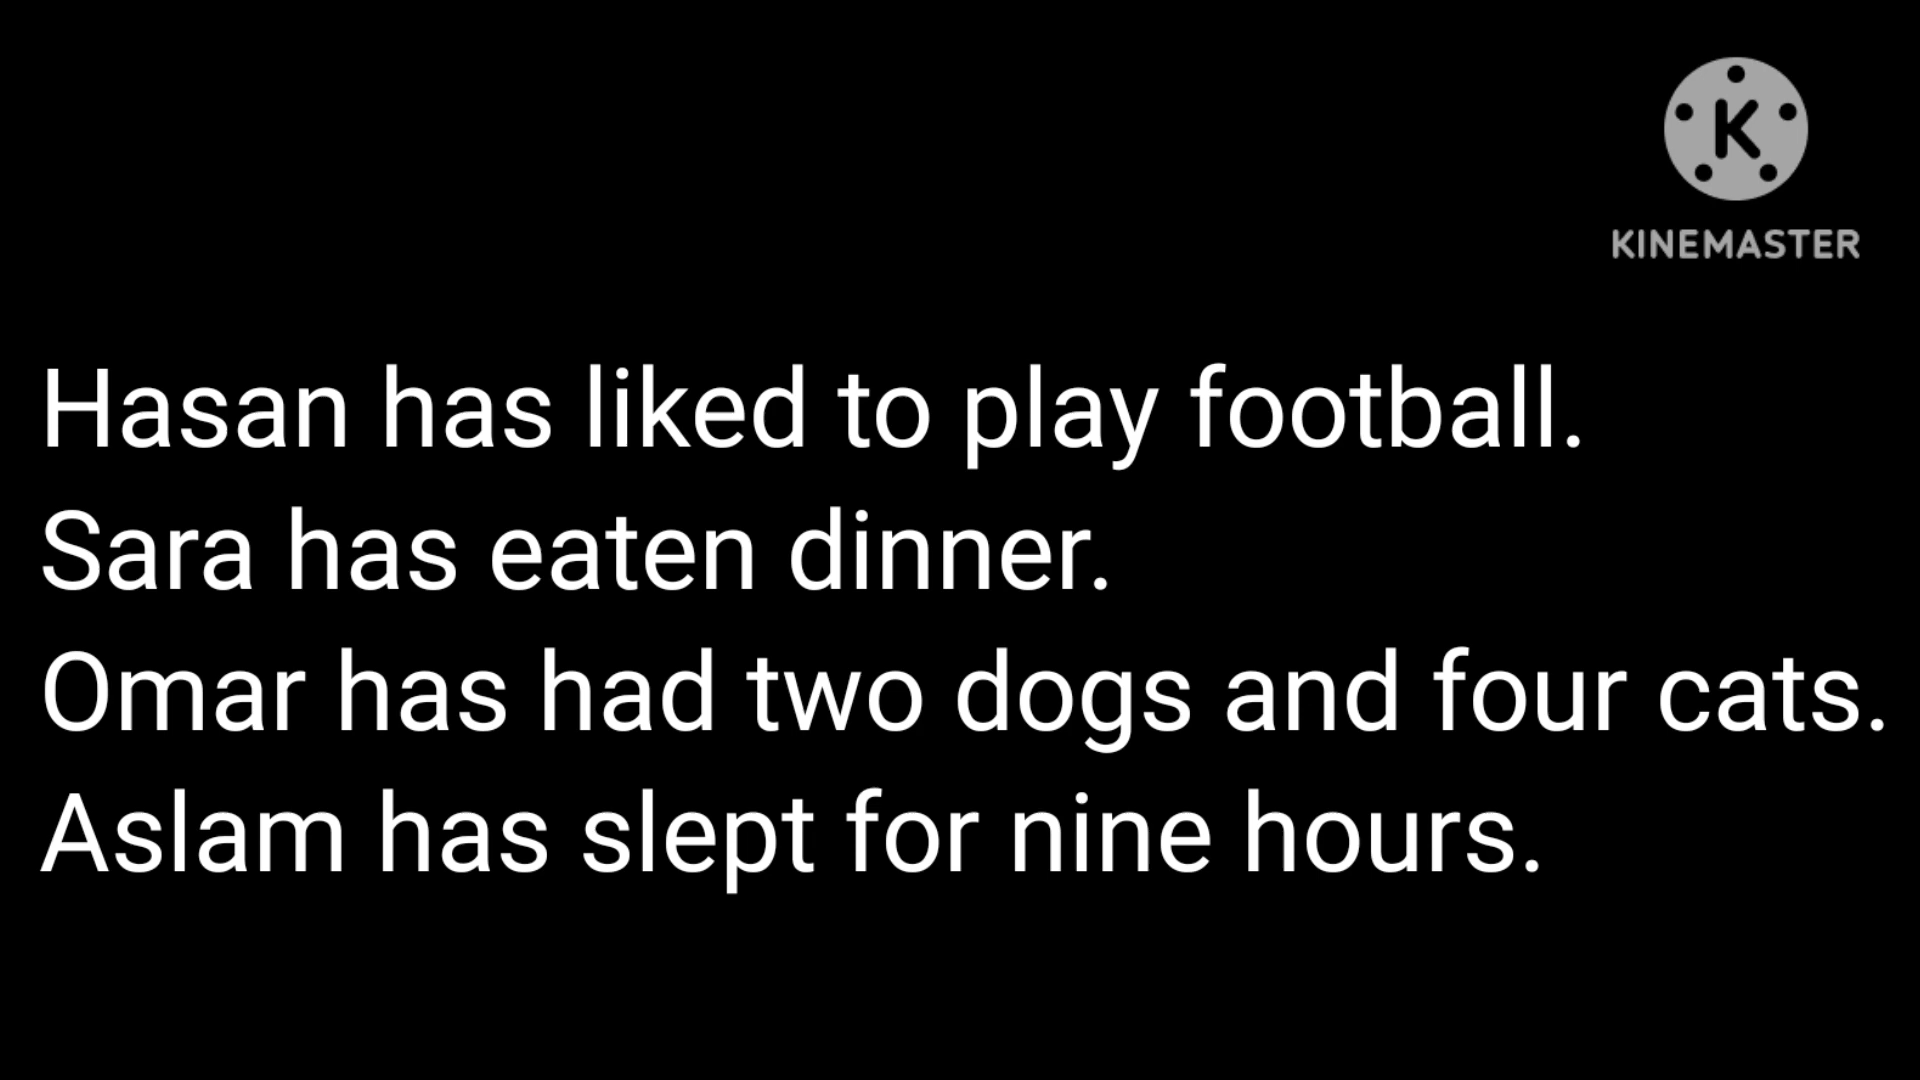 KINEMASTER
Hasan has liked to play football.
Sara has eaten dinner.
Omar has had two dogs and four cats.
Aslam has slept for nine hours.